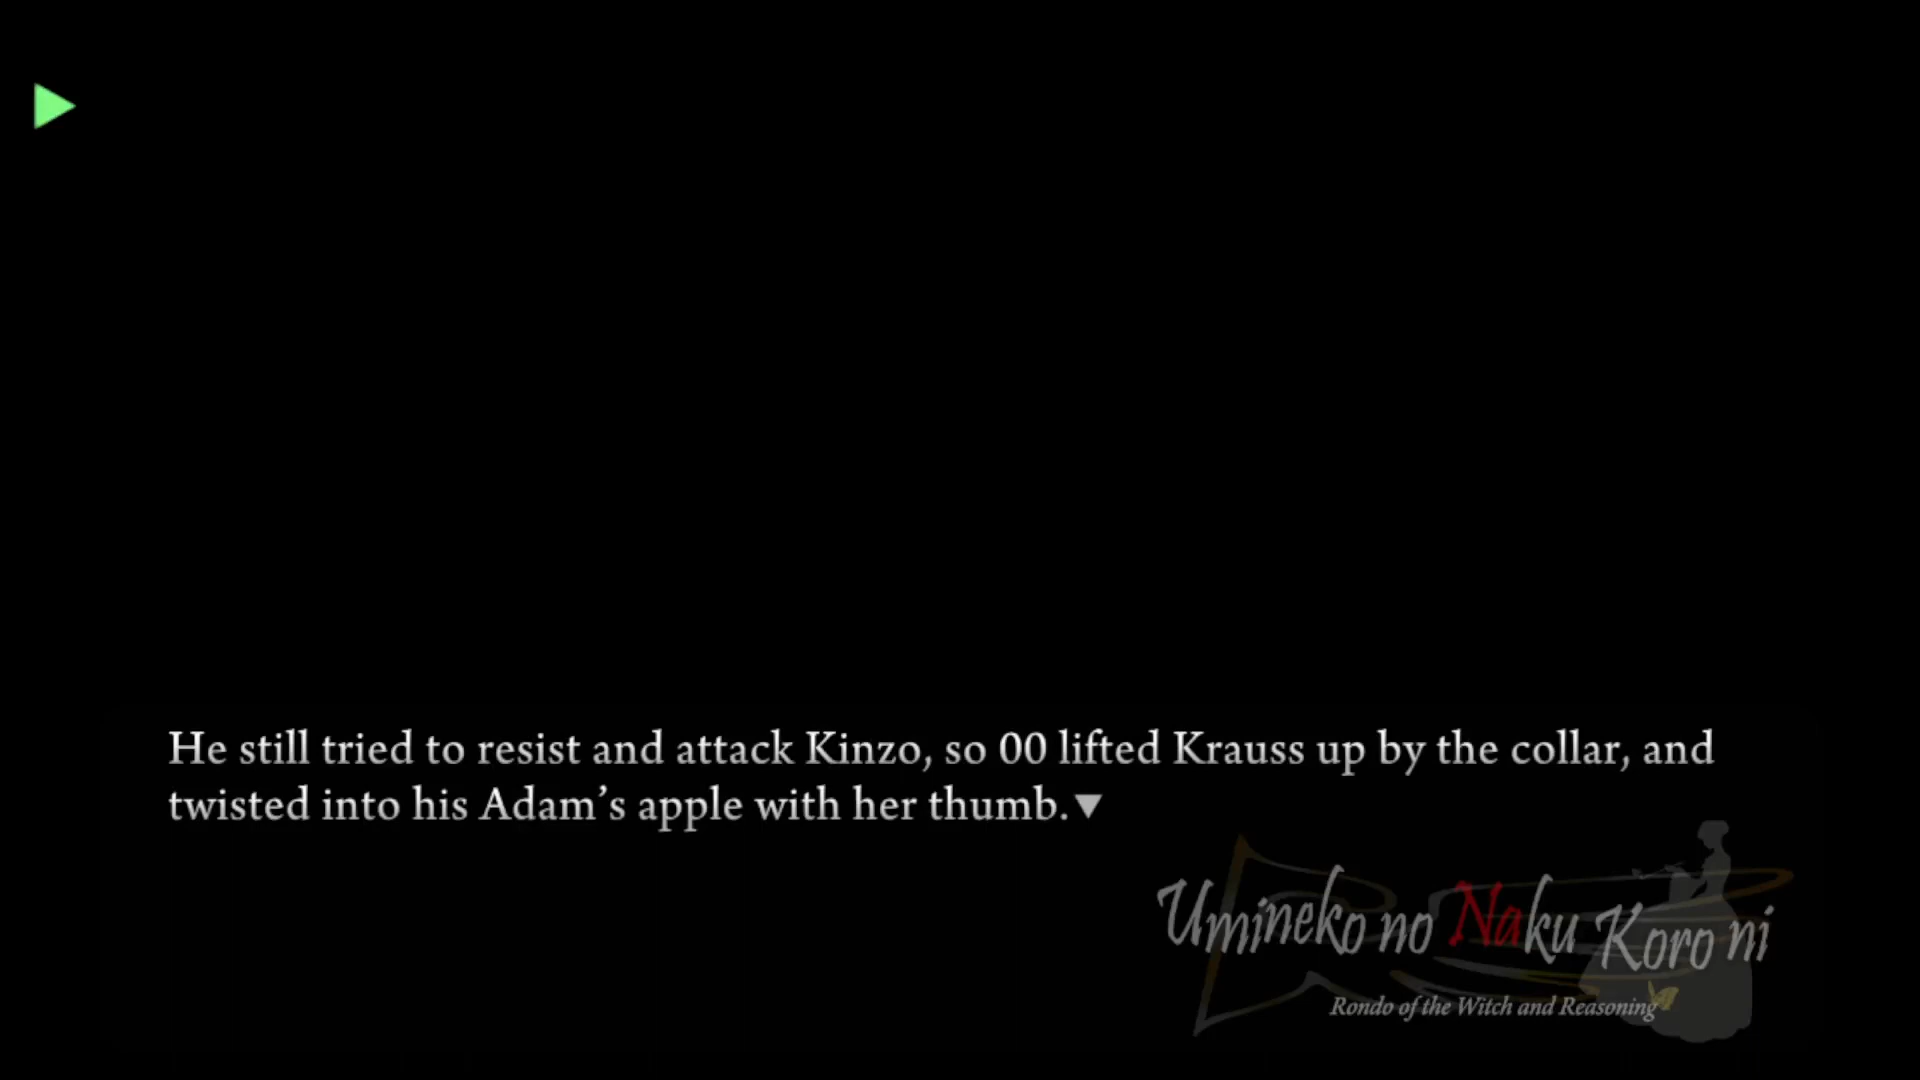 He still tried to resist and attack Kinzo, so 00 lifted Krauss up by the collar, and
twisted into his Adam’s apple with her thumb.
Umineko no Naku Koro ni
Rondo of the Witch and Reasoning